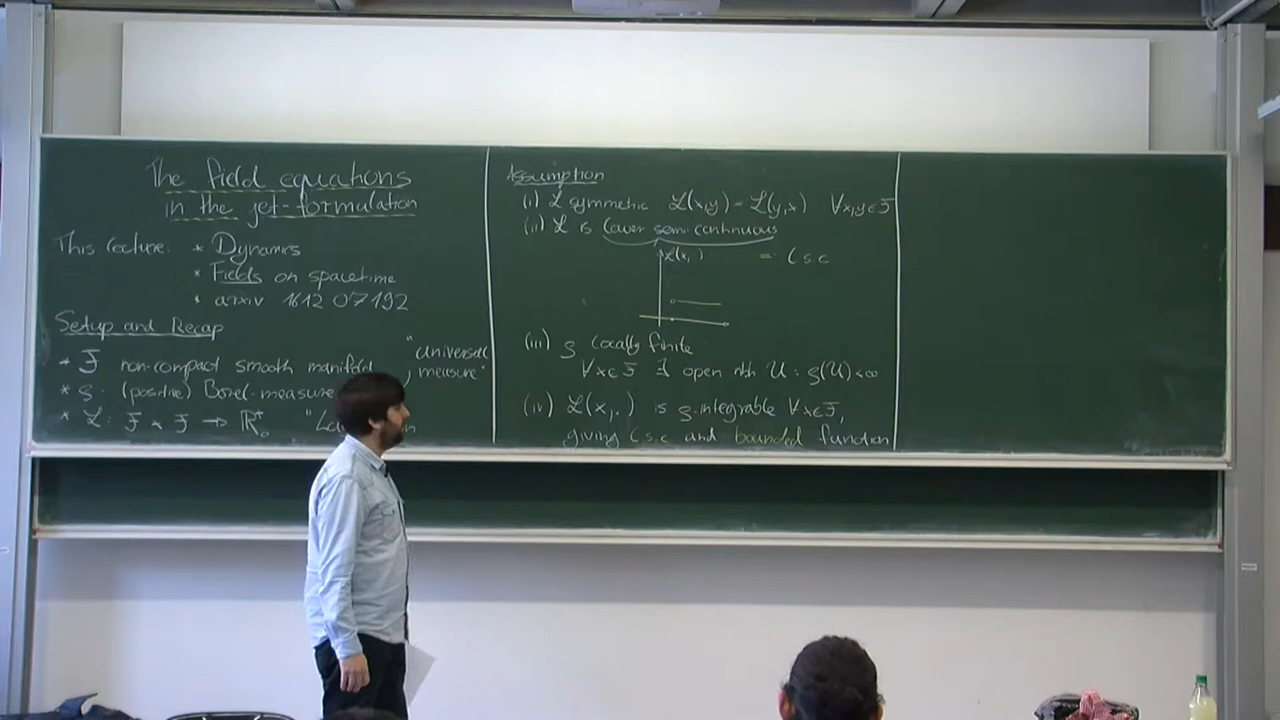 The field equations
in the jet-formulation
This lecture: * Dynamics
* Fields on spacetime
* arxiv 1612.07192
Setup and Recap
* ℱ non-compact smooth manifold
* ρ: (positive) Borel-measure, "universal measure"
* ℒ: ℱ × ℱ → ℝ⁺₀ "
Assumption
(i) ℒ symmetric ℒ(x,y) = ℒ(y,x) ∀x,y∈ℱ
(ii) ℒ is lower semi-continuous
ℒ(x,.) = l.s.c
(iii) ρ locally finite
∀x∈ℱ ∃ open nbh. U: ρ(U)<∞
(iv) ℒ(x,.) is ρ-integrable ∀x∈ℱ,
giving l.s.c and bounded function